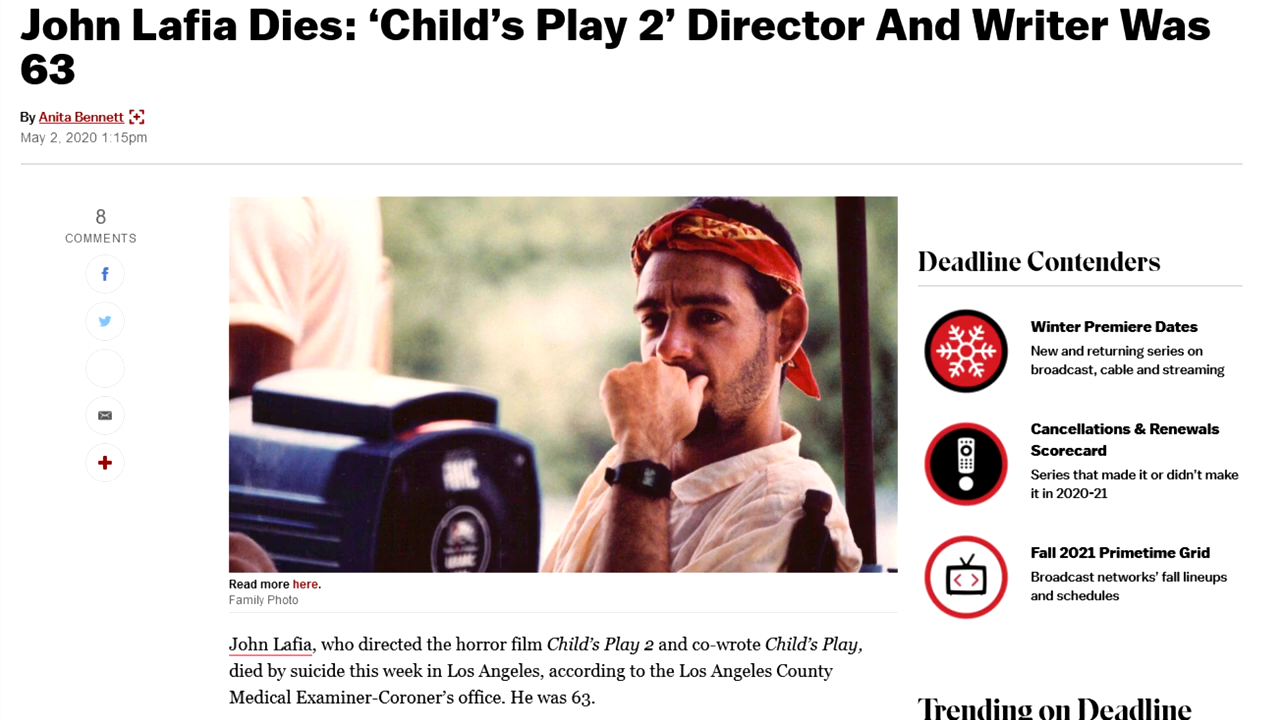 John Lafia Dies: ‘Child’s Play 2’ Director And Writer Was
63
By Anita Bennett
May 2, 2020 1:15pm
8
COMMENTS
Read more here.
Family Photo
John Lafia, who directed the horror film Child’s Play 2 and co-wrote Child’s Play,
died by suicide this week in Los Angeles, according to the Los Angeles County
Medical Examiner-Coroner’s office. He was 63.
Deadline Contenders
Winter Premiere Dates
New and returning series on
broadcast, cable and streaming
Cancellations & Renewals
Scorecard
Series that made it or didn’t make
it in 2020-21
Fall 2021 Primetime Grid
Broadcast networks’ fall lineups
and schedules
Trending on Deadline